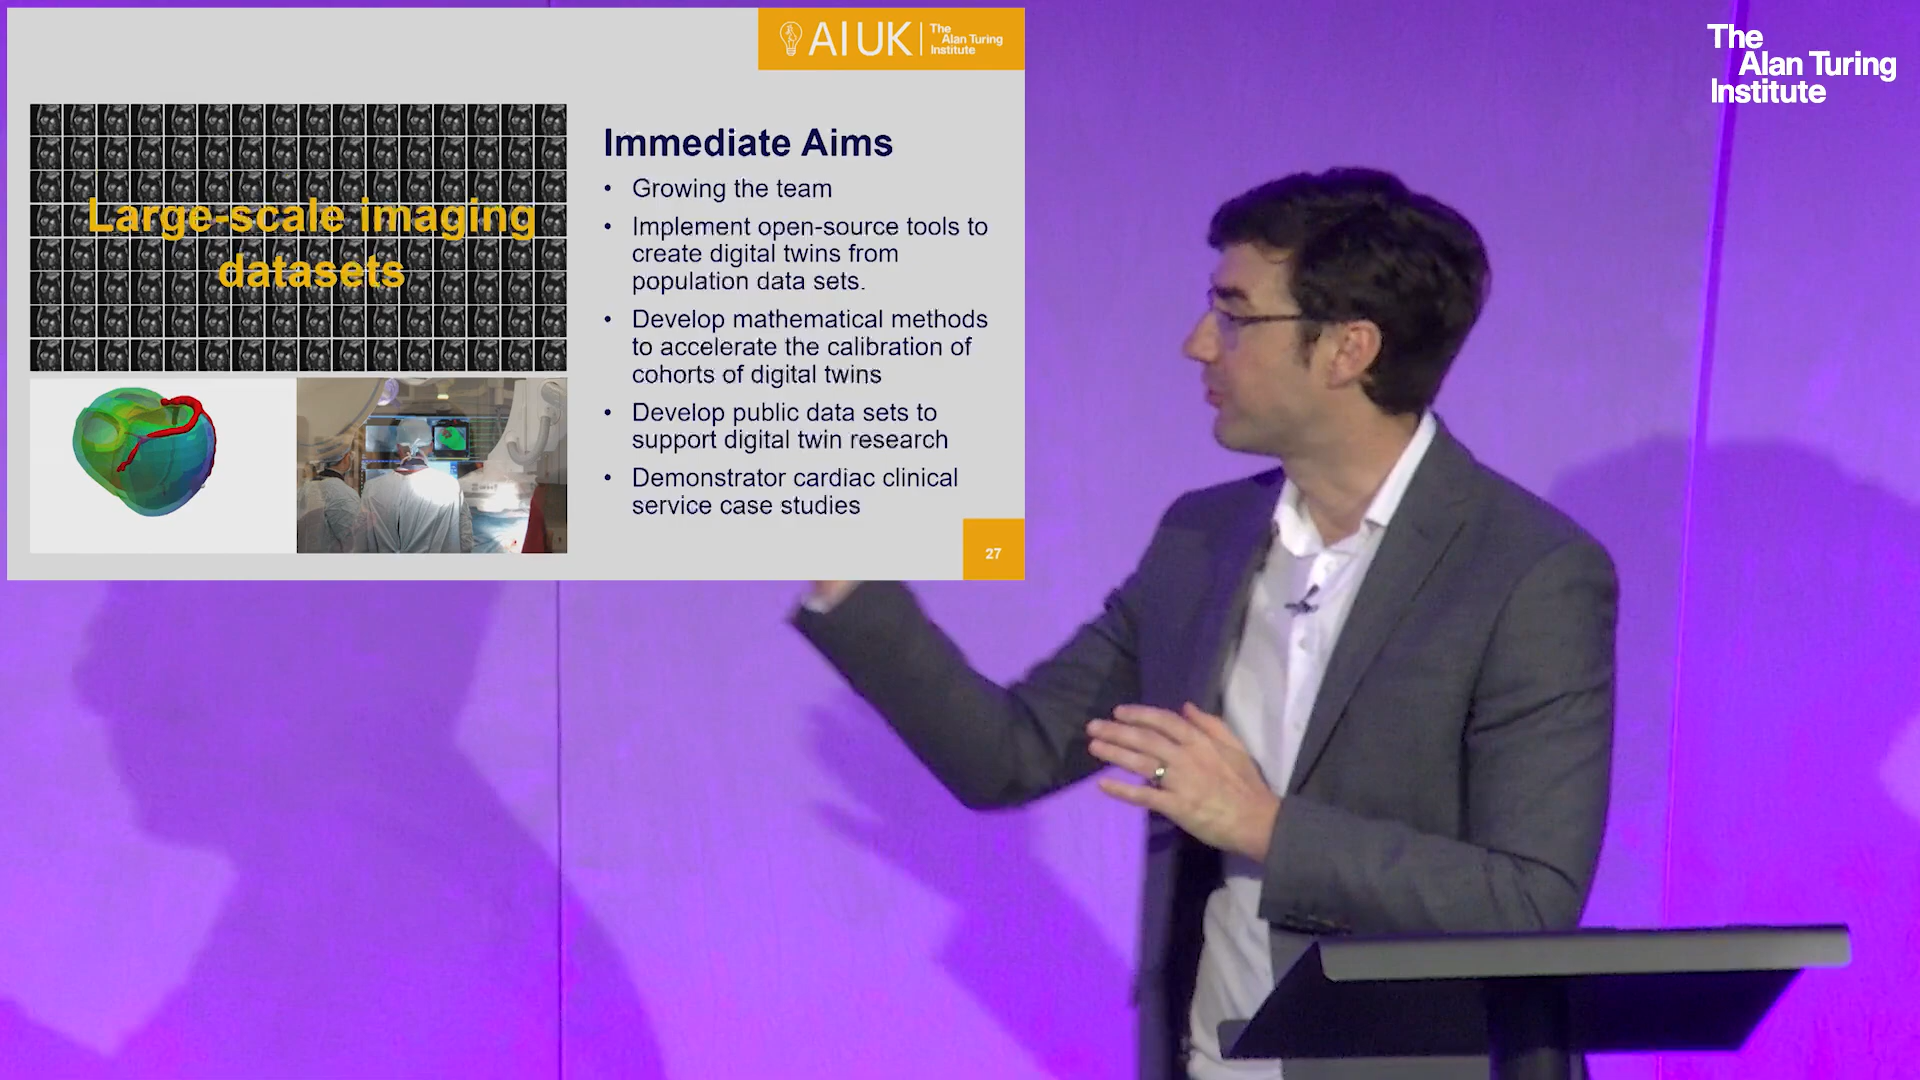 AI UK
The
Alan Turing
Institute
The
Alan Turing
Institute
Large-scale imaging
datasets
Immediate Aims
• Growing the team
• Implement open-source tools to
create digital twins from
population data sets.
• Develop mathematical methods
to accelerate the calibration of
cohorts of digital twins
• Develop public data sets to
support digital twin research
• Demonstrator cardiac clinical
service case studies
27